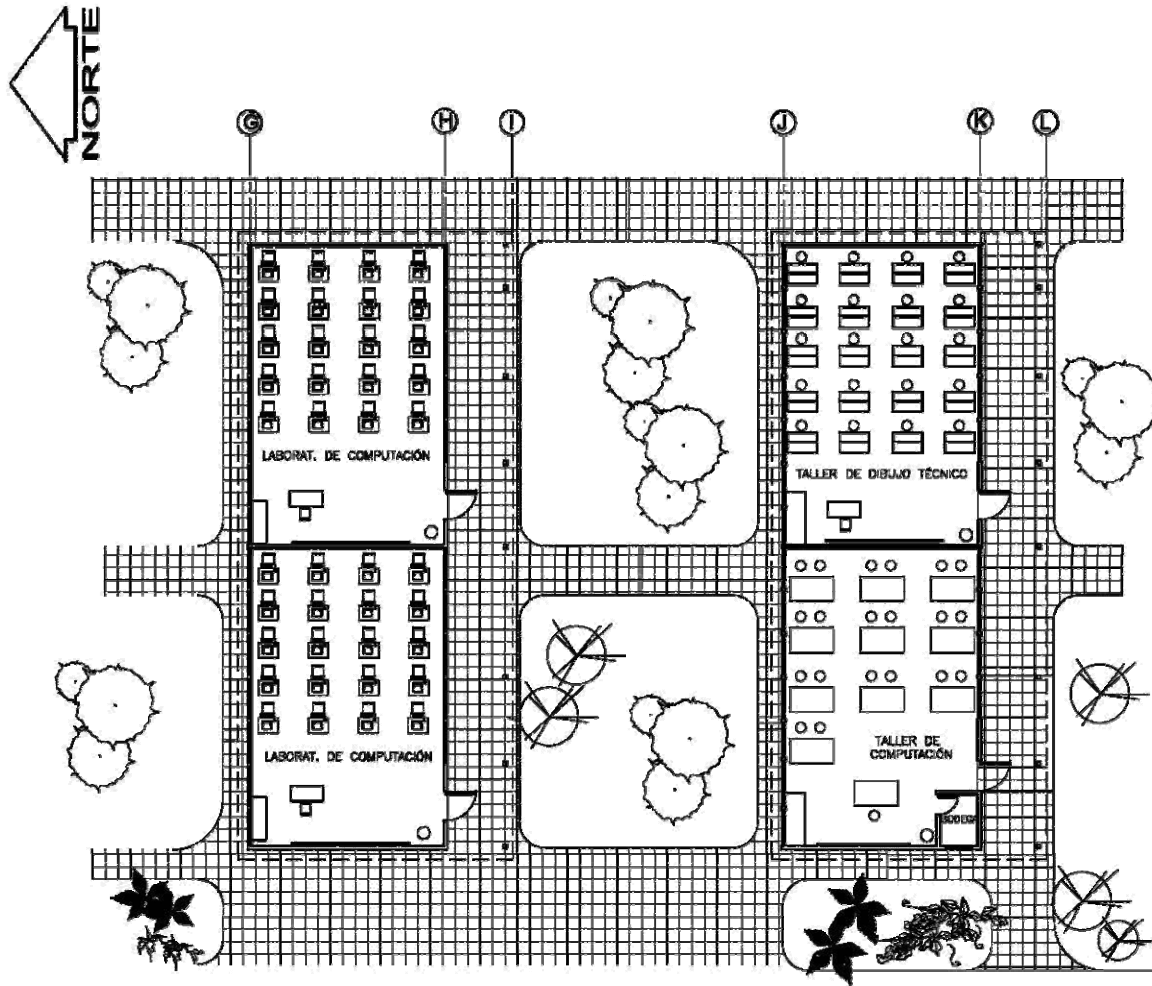 NORTE
G H I J K L
LABORAT. DE COMPUTACIÓN
TALLER DE DIBUJO TÉCNICO
LABORAT. DE COMPUTACIÓN
TALLER DE
COMPUTACIÓN
BODEGA